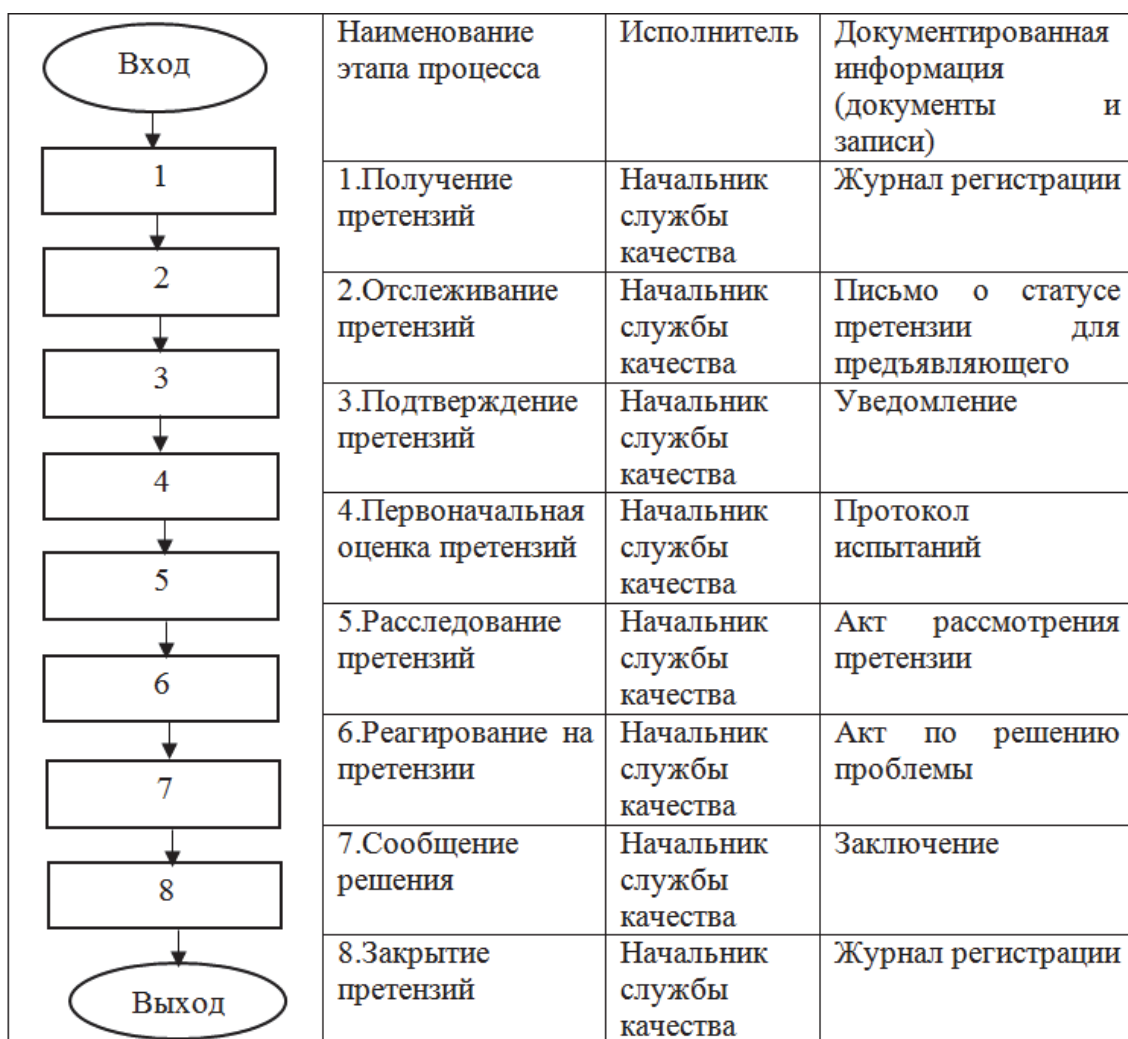 Вход
1
2
3
4
5
6
7
8
Выход
Наименование
этапа процесса
Исполнитель
Документированная
информация
(документы и
записи)
1.Получение
претензий
Начальник
службы
качества
Журнал регистрации
2.Отслеживание
претензий
Начальник
службы
качества
Письмо о статусе
претензии для
предъявляющего
3.Подтверждение
претензий
Начальник
службы
качества
Уведомление
4.Первоначальная
оценка претензий
Начальник
службы
качества
Протокол
испытаний
5.Расследование
претензий
Начальник
службы
качества
Акт рассмотрения
претензии
6.Реагирование на
претензии
Начальник
службы
качества
Акт по решению
проблемы
7.Сообщение
решения
Начальник
службы
качества
Заключение
8.Закрытие
претензий
Начальник
службы
качества
Журнал регистрации